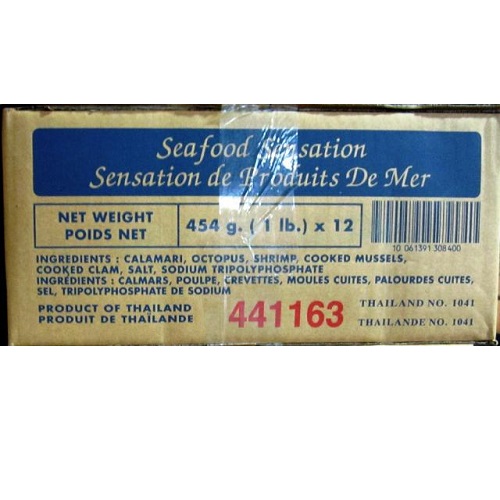 Seafood Sensation
Sensation de Produits De Mer
NET WEIGHT
POIDS NET
454 g. ( 1 lb.) x 12
10 061391 308400
INGREDIENTS : CALAMARI, OCTOPUS, SHRIMP, COOKED MUSSELS,
COOKED CLAM, SALT, SODIUM TRIPOLYPHOSPHATE
INGRÉDIENTS : CALMARS, POULPE, CREVETTES, MOULES CUITES, PALOURDES CUITES,
SEL, TRIPOLYPHOSPHATE DE SODIUM
PRODUCT OF THAILAND
PRODUIT DE THAÏLANDE
441163
THAILAND NO. 1041
THAILANDE NO. 1041